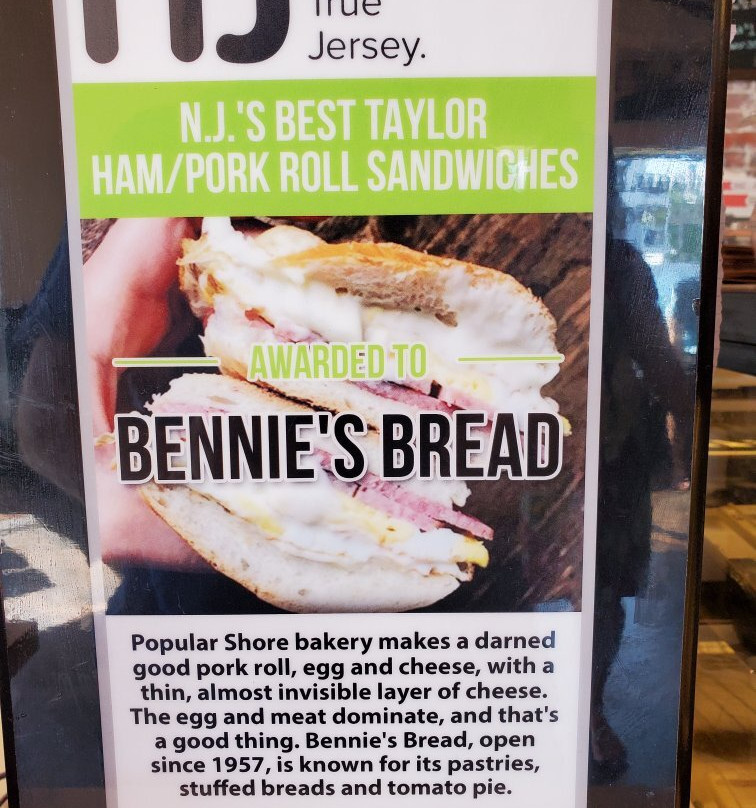 NJ
True
Jersey.
N.J.'S BEST TAYLOR
HAM/PORK ROLL SANDWICHES
AWARDED TO
BENNIE'S BREAD
Popular Shore bakery makes a darned
good pork roll, egg and cheese, with a
thin, almost invisible layer of cheese.
The egg and meat dominate, and that's
a good thing. Bennie's Bread, open
since 1957, is known for its pastries,
stuffed breads and tomato pie.